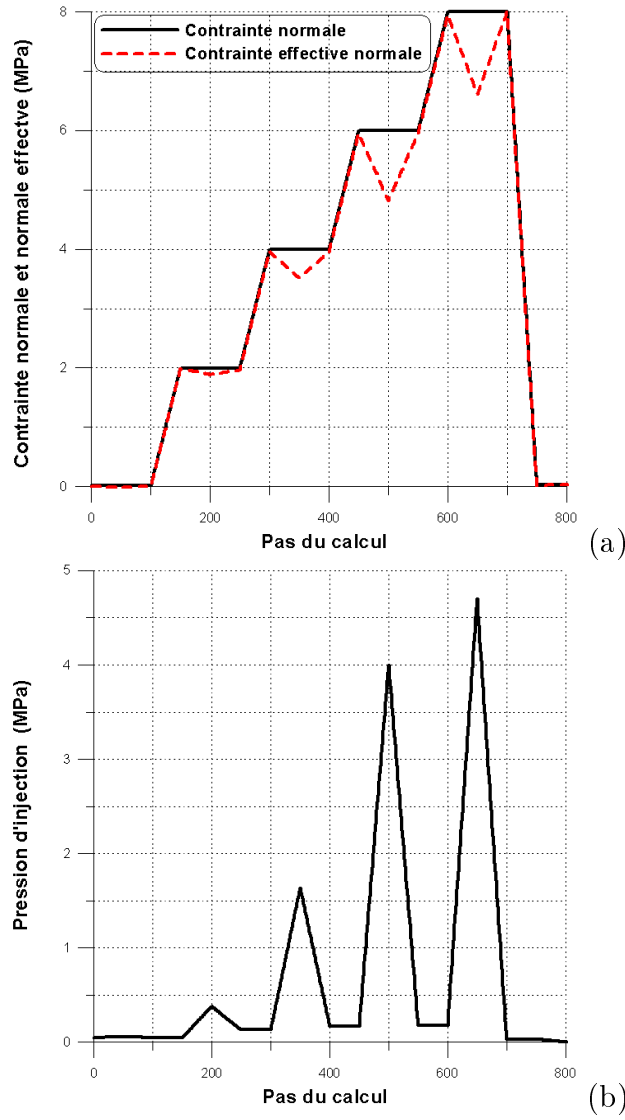 8
6
4
2
0
Contrainte normale et normale effectve (MPa)
Contrainte normale
Contrainte effective normale
0
200
400
600
800
Pas du calcul
(a)
5
4
3
2
1
0
Pression d'injection (MPa)
0
200
400
600
800
Pas du calcul
(b)